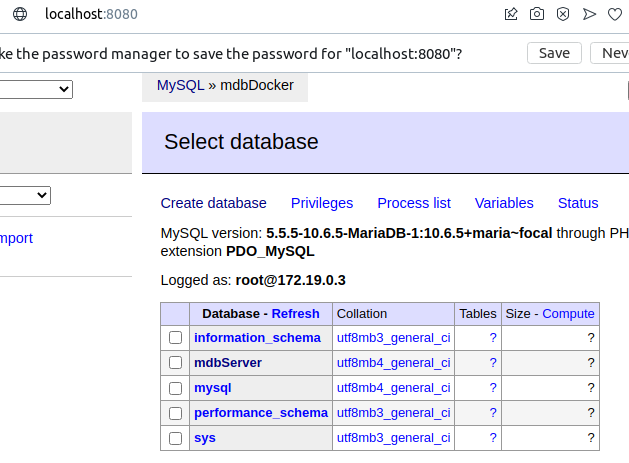 localhost:8080
ke the password manager to save the password for "localhost:8080"?
Save
Nev
MySQL » mdbDocker
Select database
Create database Privileges Process list Variables Status
mport
MySQL version: 5.5.5-10.6.5-MariaDB-1:10.6.5+maria~focal through PH
extension PDO_MySQL
Logged as: root@172.19.0.3
Database - Refresh Collation Tables Size - Compute
information_schema utf8mb3_general_ci ? ?
mdbServer utf8mb4_general_ci ? ?
mysql utf8mb4_general_ci ? ?
performance_schema utf8mb3_general_ci ? ?
sys utf8mb3_general_ci ? ?